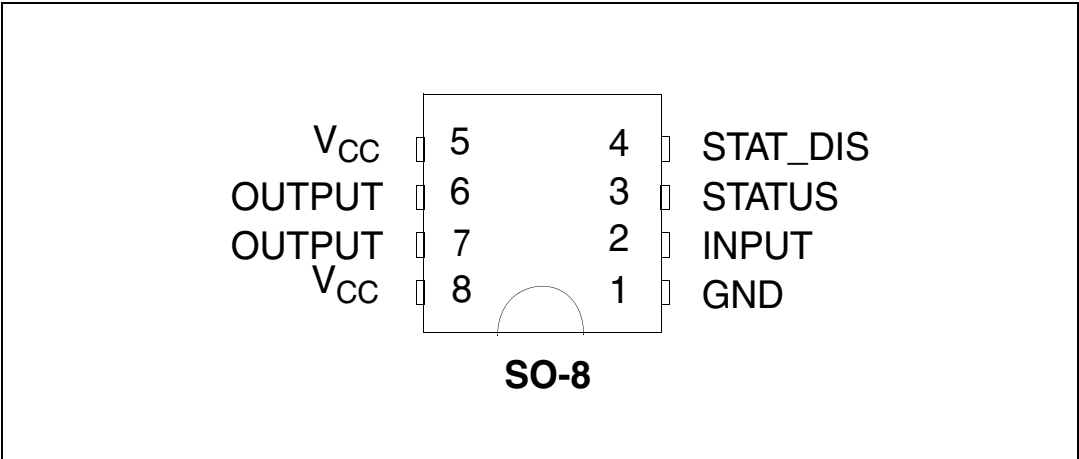 VCC 5 4 STAT_DIS
OUTPUT 6 3 STATUS
OUTPUT 7 2 INPUT
VCC 8 1 GND
SO-8